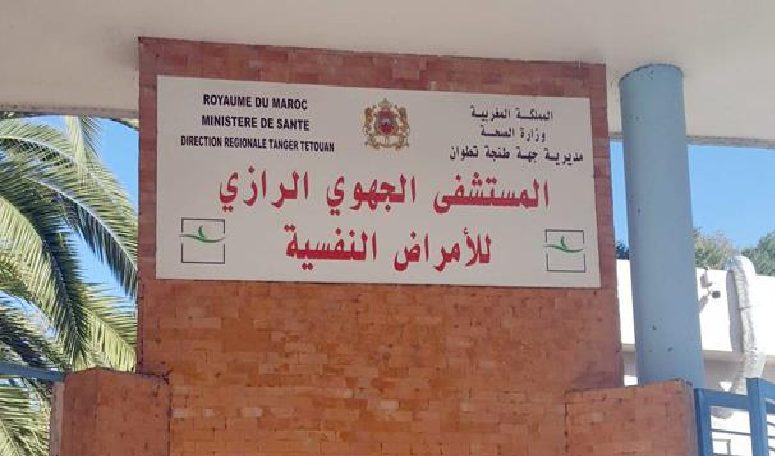 ROYAUME DU MAROC
MINISTERE DE SANTE
DIRECTION REGIONALE TANGER TETOUAN
المملكة المغربية
وزارة الصحة
مديرية جهة طنجة تطوان
المستشفى الجهوي الرازي
للأمراض النفسية